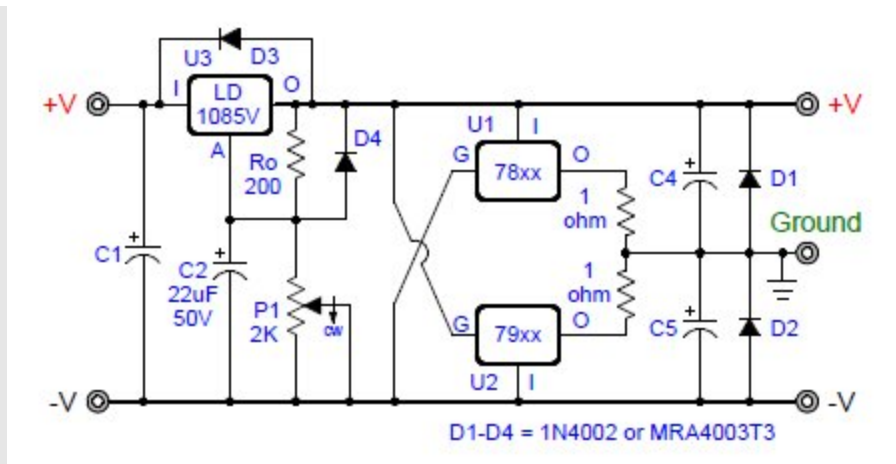 U3
D3
+V
I
LD
1085V
O
+V
A
Ro
200
D4
U1
I
G
78xx
O
1
ohm
C4
+
D1
Ground
C1
+
C2
+
22uF
50V
P1
2K
cw
1
ohm
G
79xx
O
C5
+
D2
U2
I
-V
-V
D1-D4 = 1N4002 or MRA4003T3